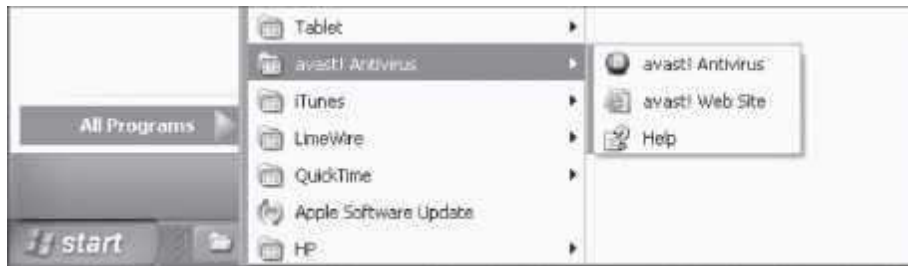 Tablet
avast! Antivirus
iTunes
LimeWire
QuickTime
Apple Software Update
HP
avast! Antivirus
avast! Web Site
Help
All Programs
start